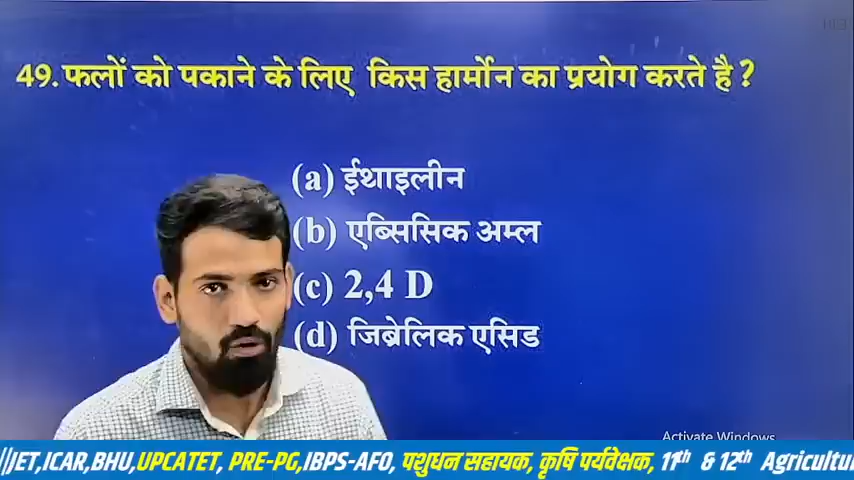 49. फलों को पकाने के लिए किस हार्मोन का प्रयोग करते है ?
(a) ईथाइलीन
(b) एब्सिसिक अम्ल
(c) 2,4 D
(d) जिब्रेलिक एसिड
Activate Windows
JET,ICAR,BHU,UPCATET, PRE-PG,IBPS-AFO, पशुधन सहायक, कृषि पर्यवेक्षक, 11th & 12th Agricultu